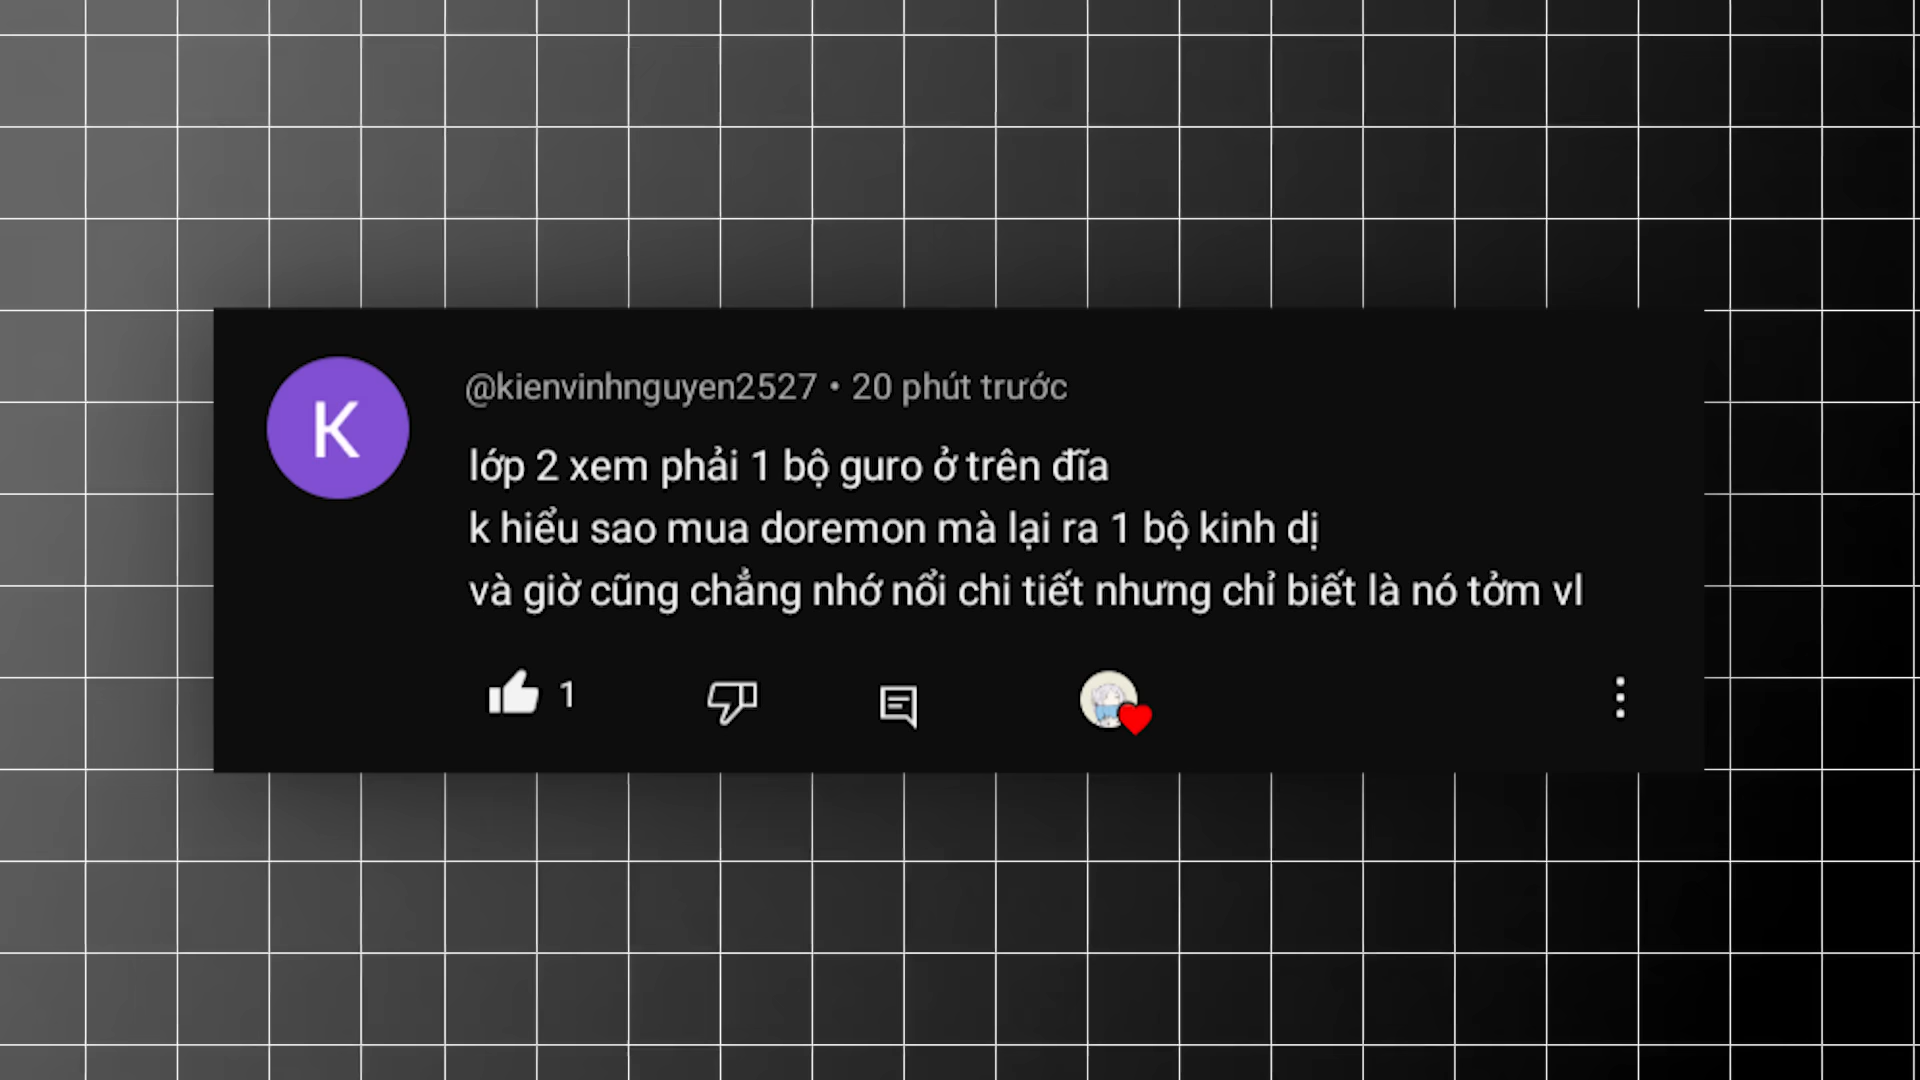 K
@kienvinhnguyen2527 • 20 phút trước
lớp 2 xem phải 1 bộ guro ở trên đĩa
k hiểu sao mua doremon mà lại ra 1 bộ kinh dị
và giờ cũng chẳng nhớ nổi chi tiết nhưng chỉ biết là nó tởm vl
1